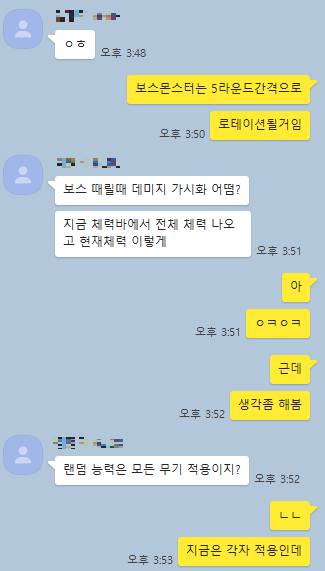 ㅇㅎ
오후 3:48
보스몬스터는 5라운드간격으로
로테이션될거임
오후 3:50
보스 때릴때 데미지 가시화 어떰?
지금 체력바에서 전체 체력 나오
고 현재체력 이렇게
오후 3:51
아
ㅇㅋㅇㅋ
오후 3:51
근데
생각좀 해봄
오후 3:52
랜덤 능력은 모든 무기 적용이지?
오후 3:52
ㄴㄴ
지금은 각자 적용인데
오후 3:53